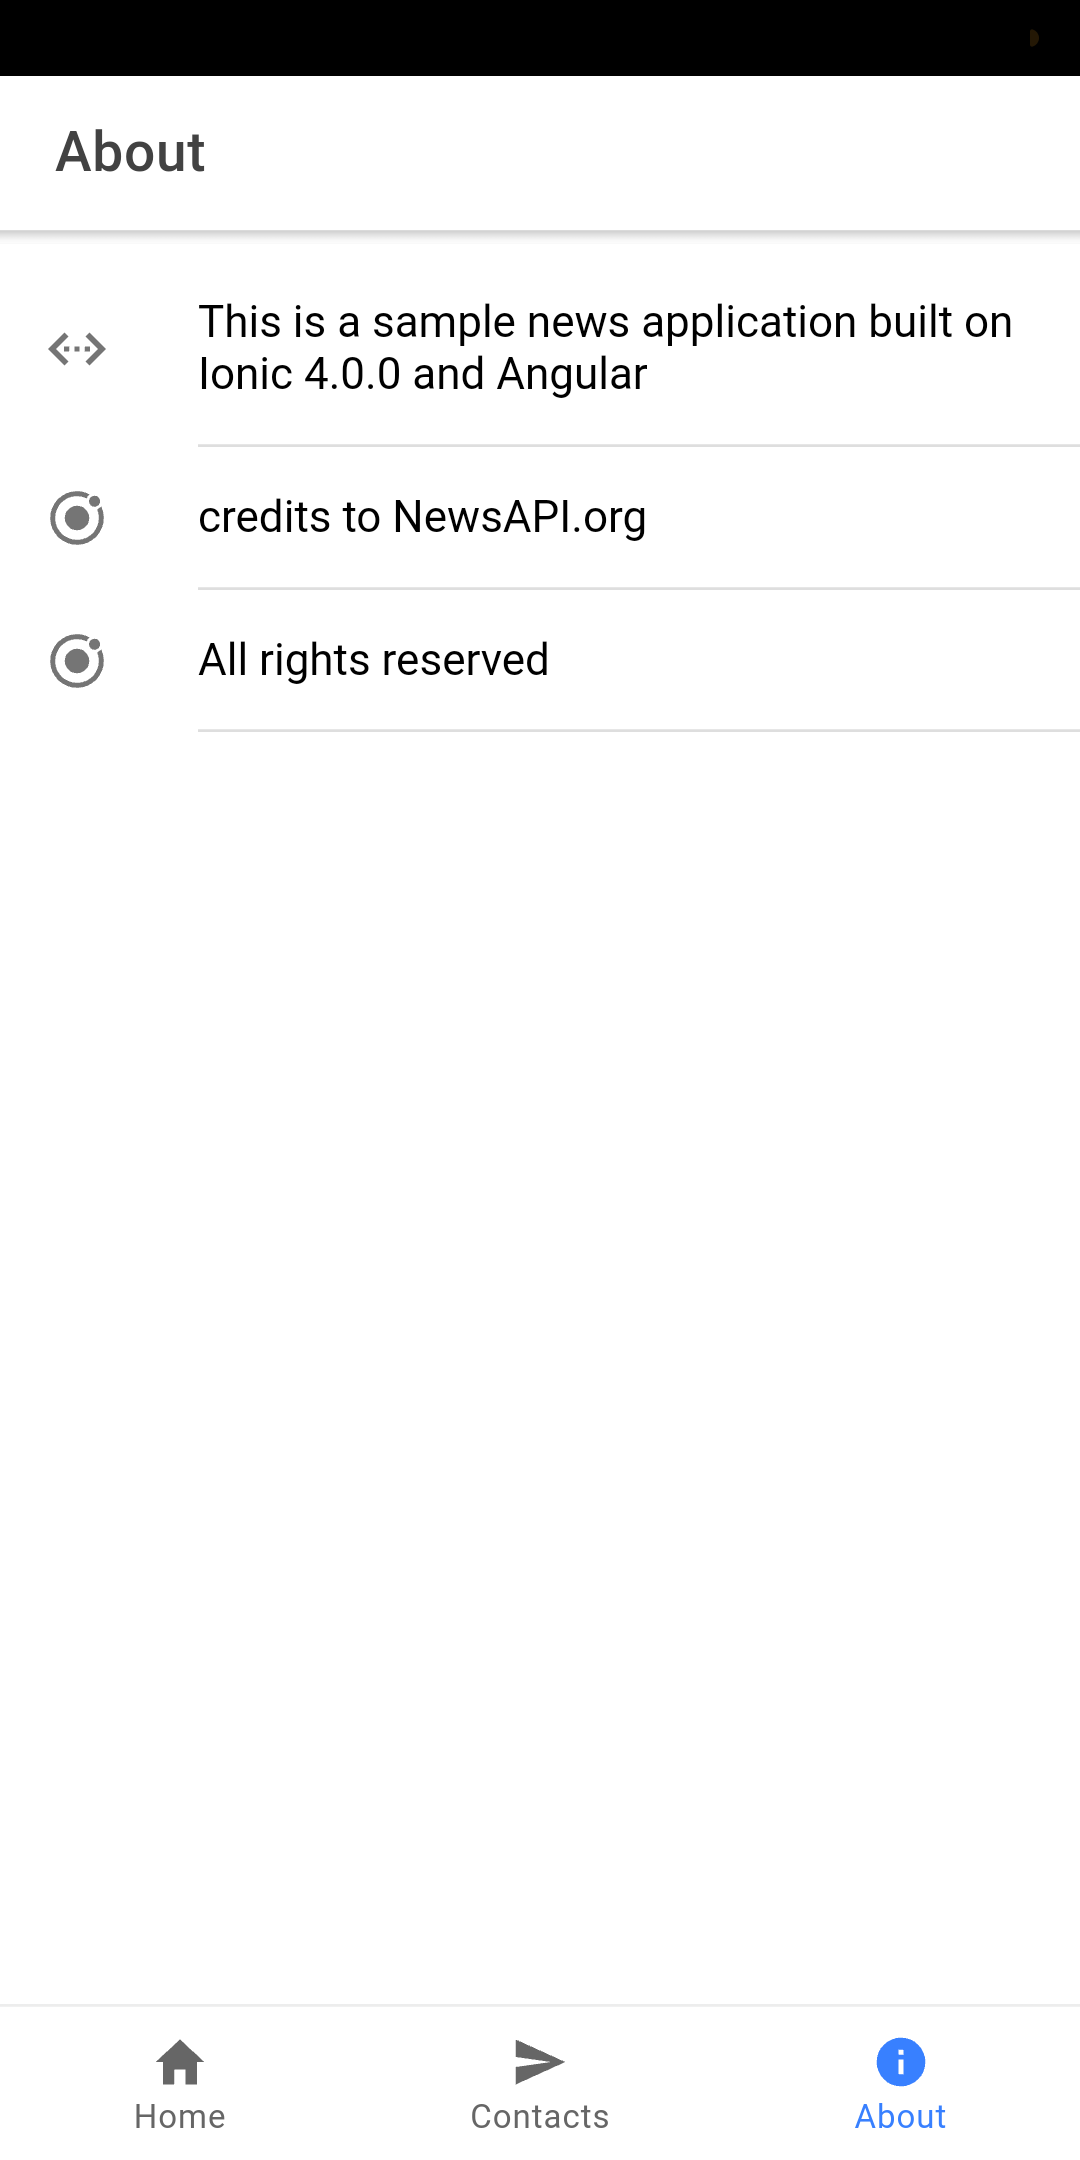 About
This is a sample news application built on
Ionic 4.0.0 and Angular
credits to NewsAPI.org
All rights reserved
Home
Contacts
About